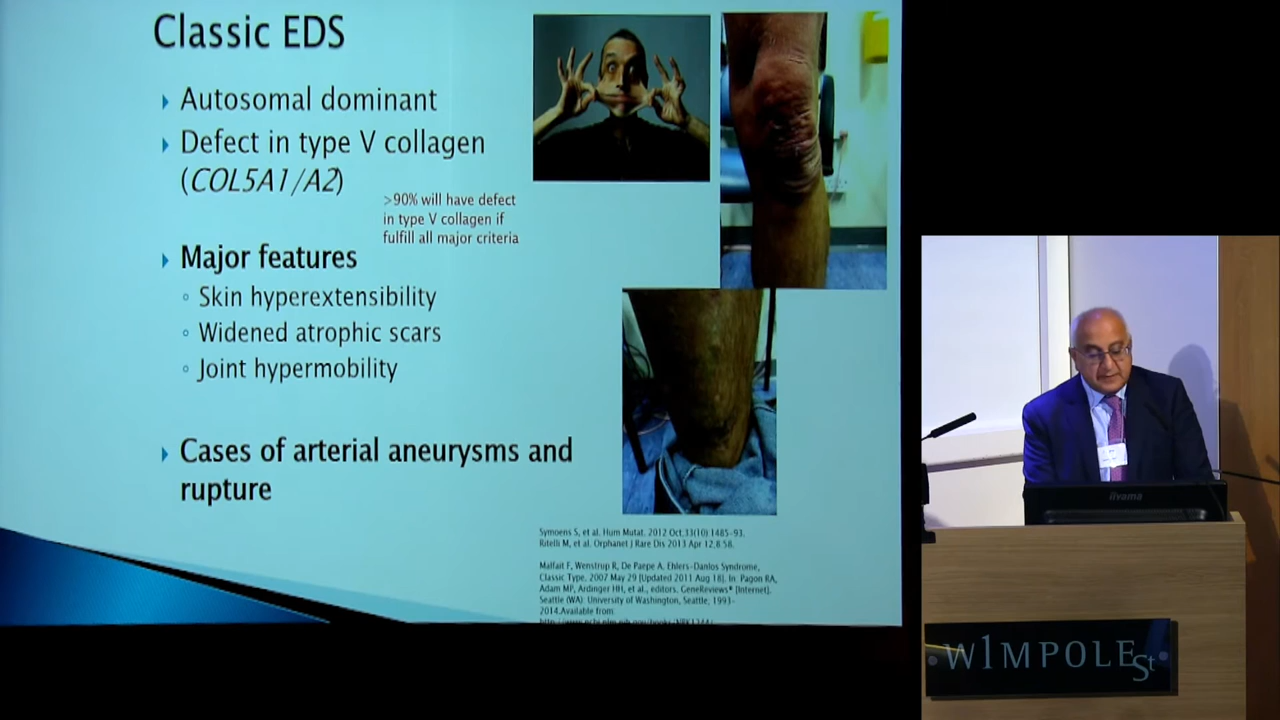 Classic EDS
Autosomal dominant
Defect in type V collagen
(COL5A1/A2)
>90% will have defect
in type V collagen if
fulfill all major criteria
Major features
Skin hyperextensibility
Widened atrophic scars
Joint hypermobility
Cases of arterial aneurysms and
rupture
Symoens S, et al. Hum Mutat. 2012 Oct;33(10) 1485-93.
Ritelli M, et al. Orphanet J Rare Dis 2013 Apr 12;8:58.
Malfait F, Wenstrup R, De Paepe A. Ehlers-Danlos Syndrome,
Classic Type. 2007 May 29 [Updated 2011 Aug 18]. In: Pagon RA,
Adam MP, Ardinger HH, et al., editors. GeneReviews® [Internet].
Seattle (WA): University of Washington, Seattle; 1993-
2014.Available from:
iiyama
W1MPOLE St